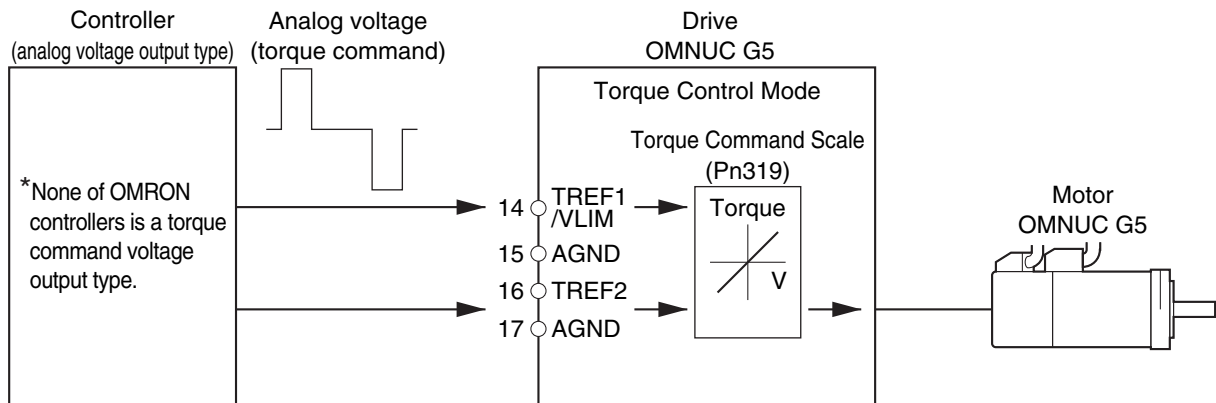 Controller
(analog voltage output type)
Analog voltage
(torque command)
Drive
OMNUC G5
*None of OMRON
controllers is a torque
command voltage
output type.
Torque Control Mode
Torque Command Scale
(Pn319)
14
TREF1
/VLIM
15
AGND
16
TREF2
17
AGND
Torque
V
Motor
OMNUC G5